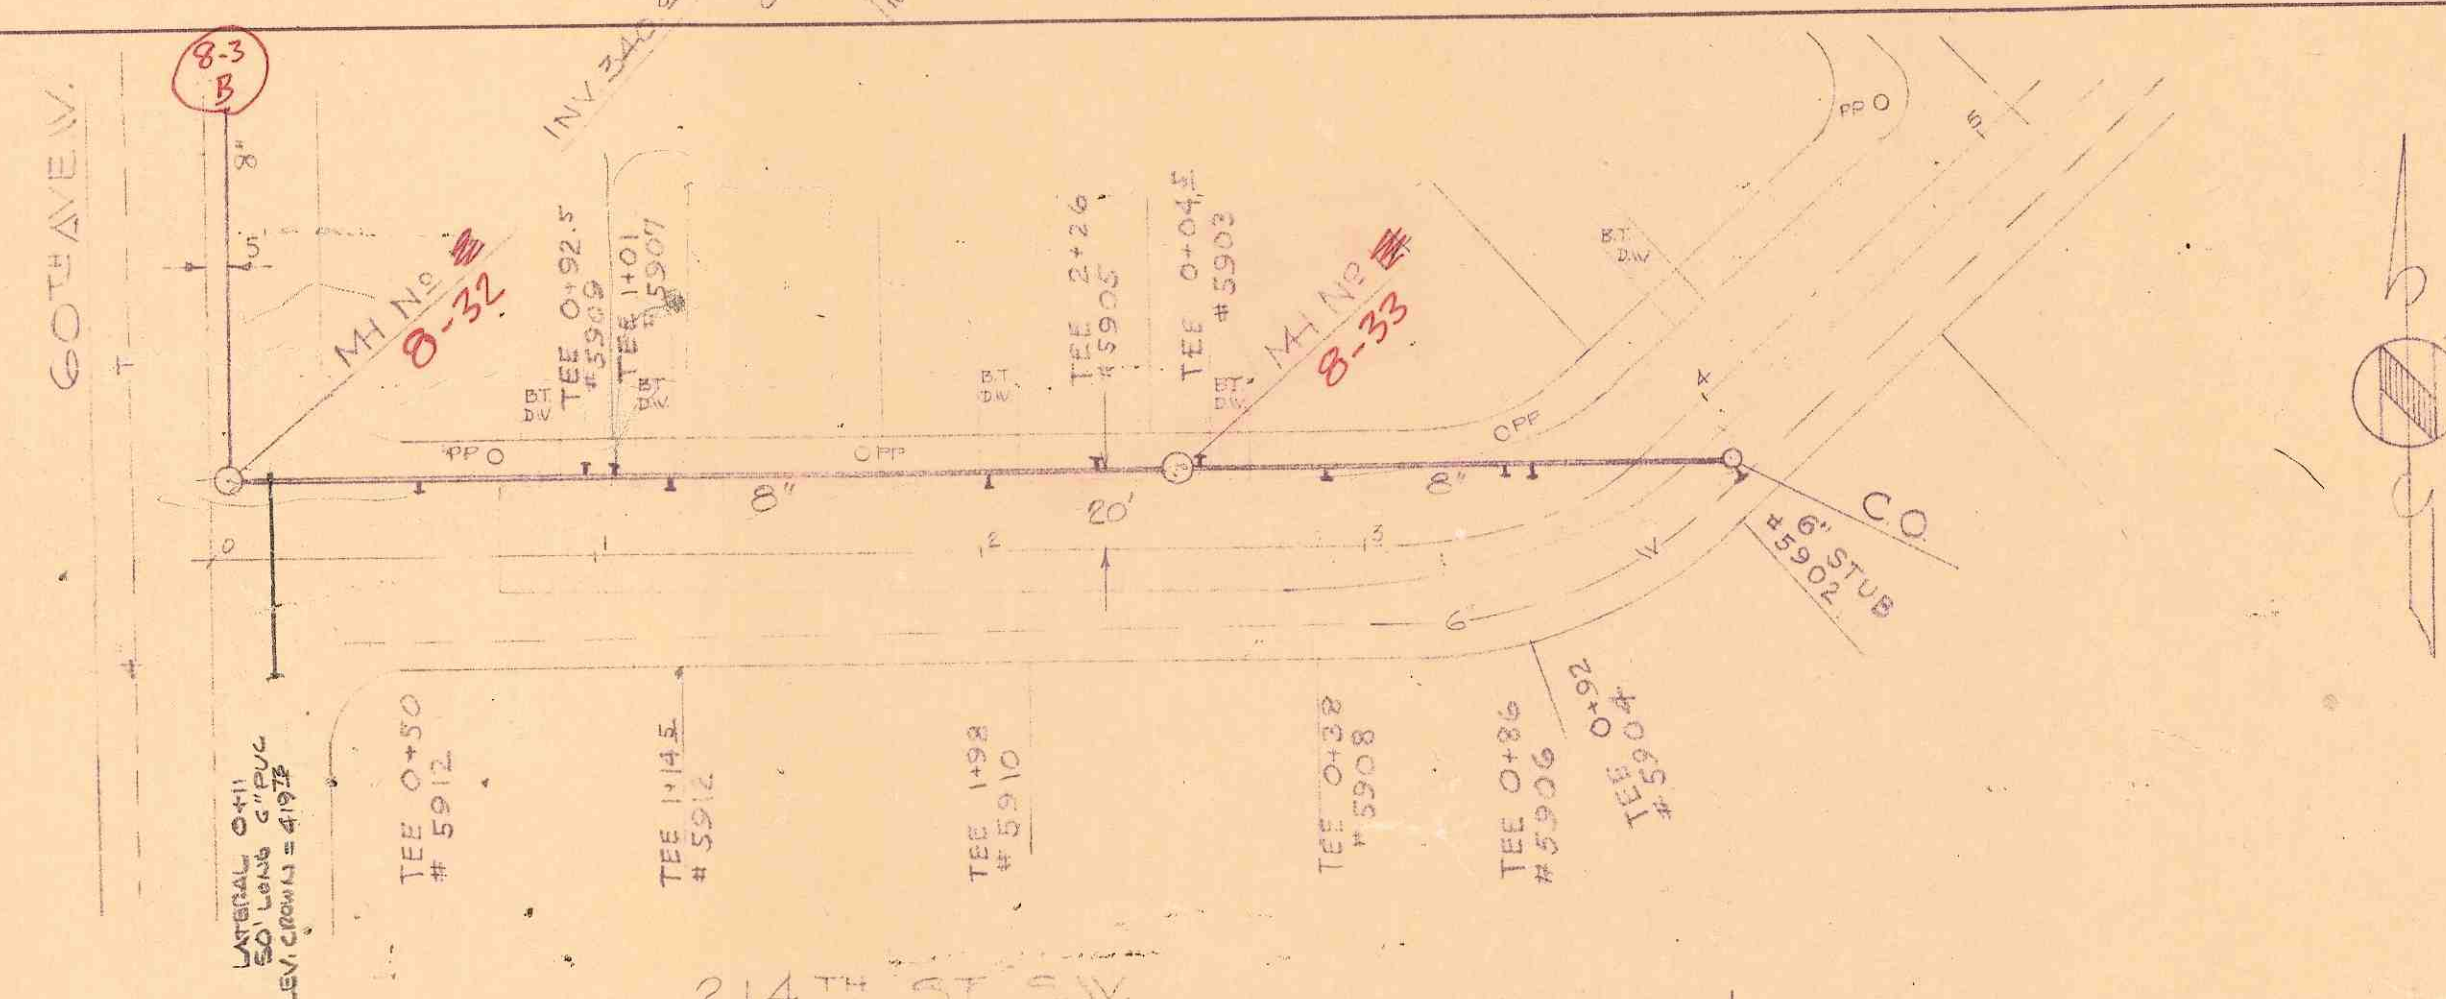 8-3
B
60TH AVE. W.
8"
5'
MH No
8-32
INV. 340
TEE 0+92.5
#5909
TEE 1+01
#5907
TEE 2+26
#5905
TEE 0+045
#5903
MH No
8-33
B.T.
D.W.
B.T.
D.W.
B.T.
D.W.
PP
PP
PP
PP
5
4
T
8"
8"
20'
0
1
2
3
4"
6"
C.O.
6" STUB
#5902
LATERAL 0+11
50' LONG 6" PVC
ELEV. CROWN = 419
TEE 0+50
#5912
TEE 1+145
#5912
TEE 1+98
#5910
TEE 0+38
#5908
TEE 0+86
#5906
TEE 0+92
#5904
214TH ST S.W.